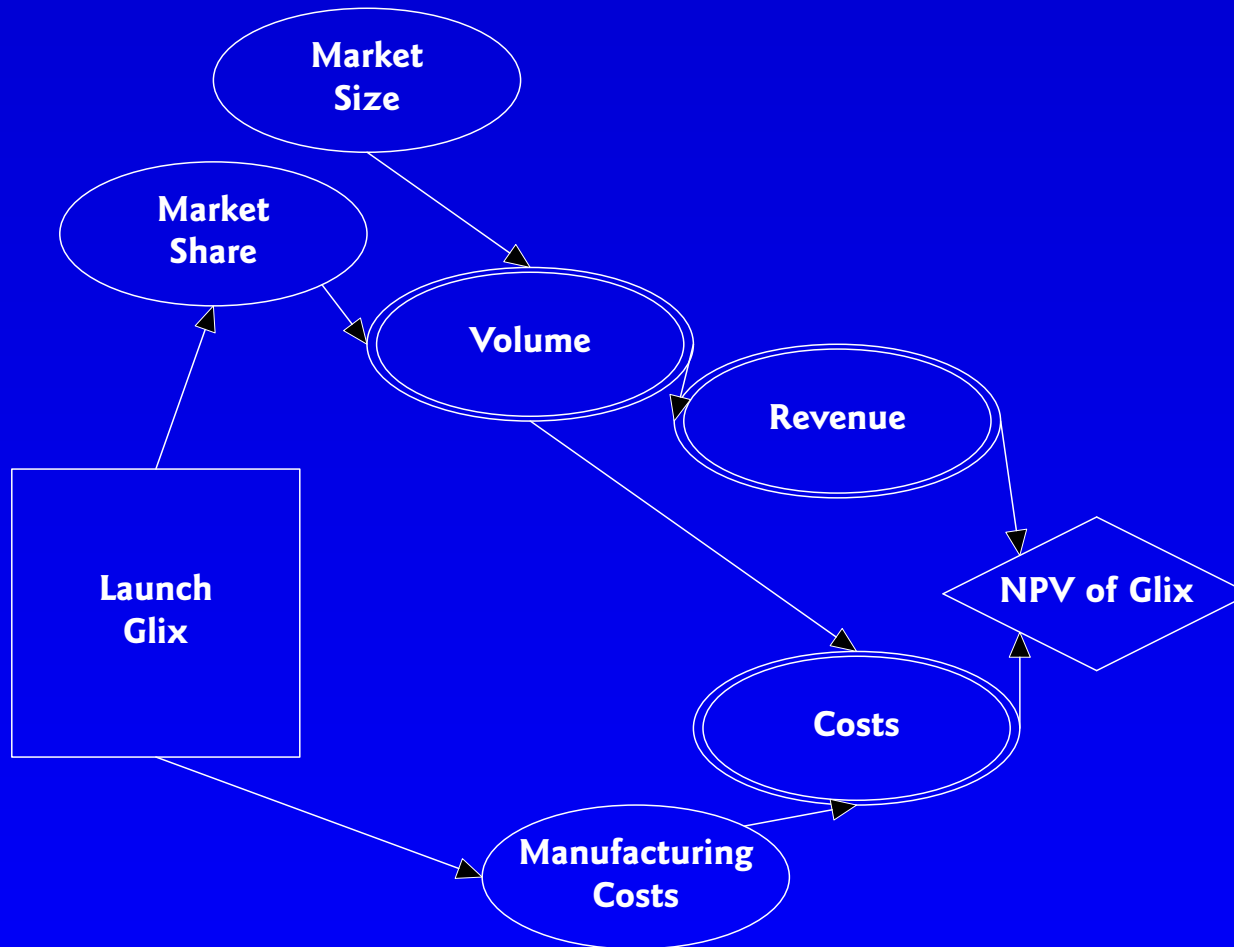 Market
Size
Market
Share
Volume
Revenue
Launch
Glix
NPV of Glix
Costs
Manufacturing
Costs